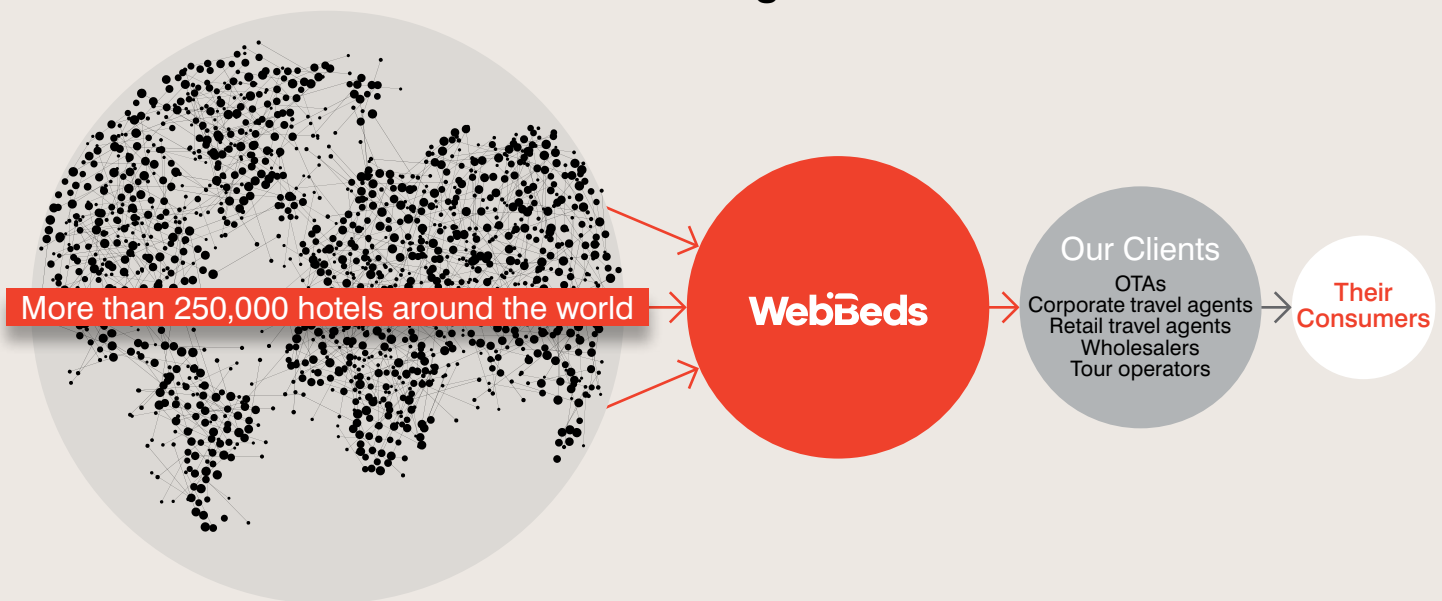 More than 250,000 hotels around the world
WebBeds
Our Clients
OTAs
Corporate travel agents
Retail travel agents
Wholesalers
Tour operators
Their
Consumers